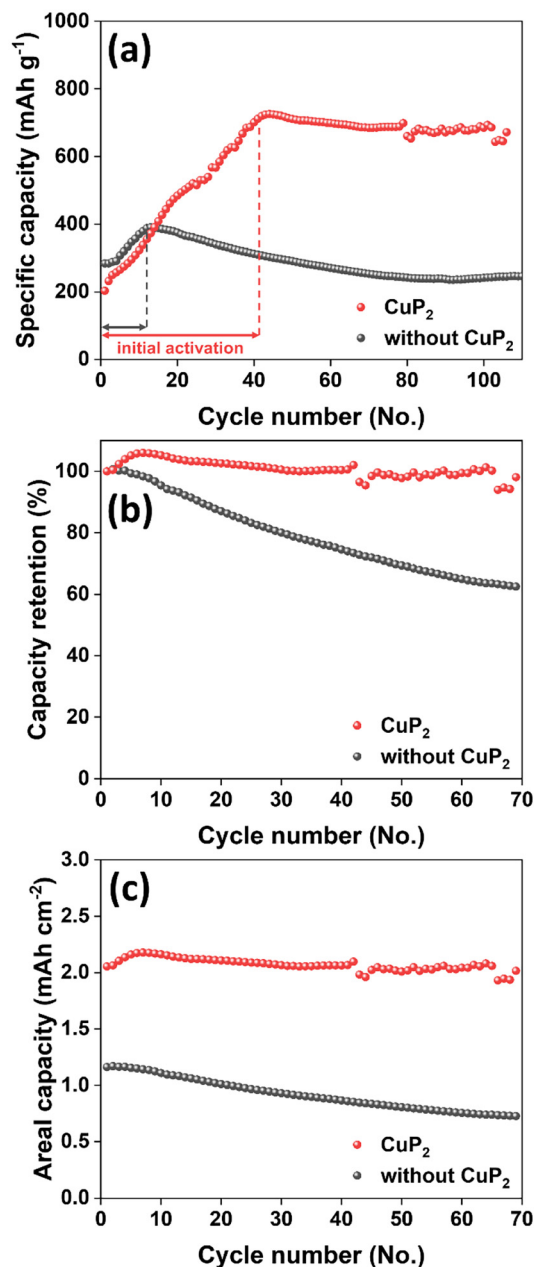 (a)
Specific capacity (mAh g⁻¹)
1000
800
600
400
200
0
initial activation
CuP₂
without CuP₂
0 20 40 60 80 100
Cycle number (No.)
(b)
Capacity retention (%)
100
80
60
40
20
0
CuP₂
without CuP₂
0 10 20 30 40 50 60 70
Cycle number (No.)
(c)
Areal capacity (mAh cm⁻²)
3.0
2.5
2.0
1.5
1.0
0.5
0.0
CuP₂
without CuP₂
0 10 20 30 40 50 60 70
Cycle number (No.)